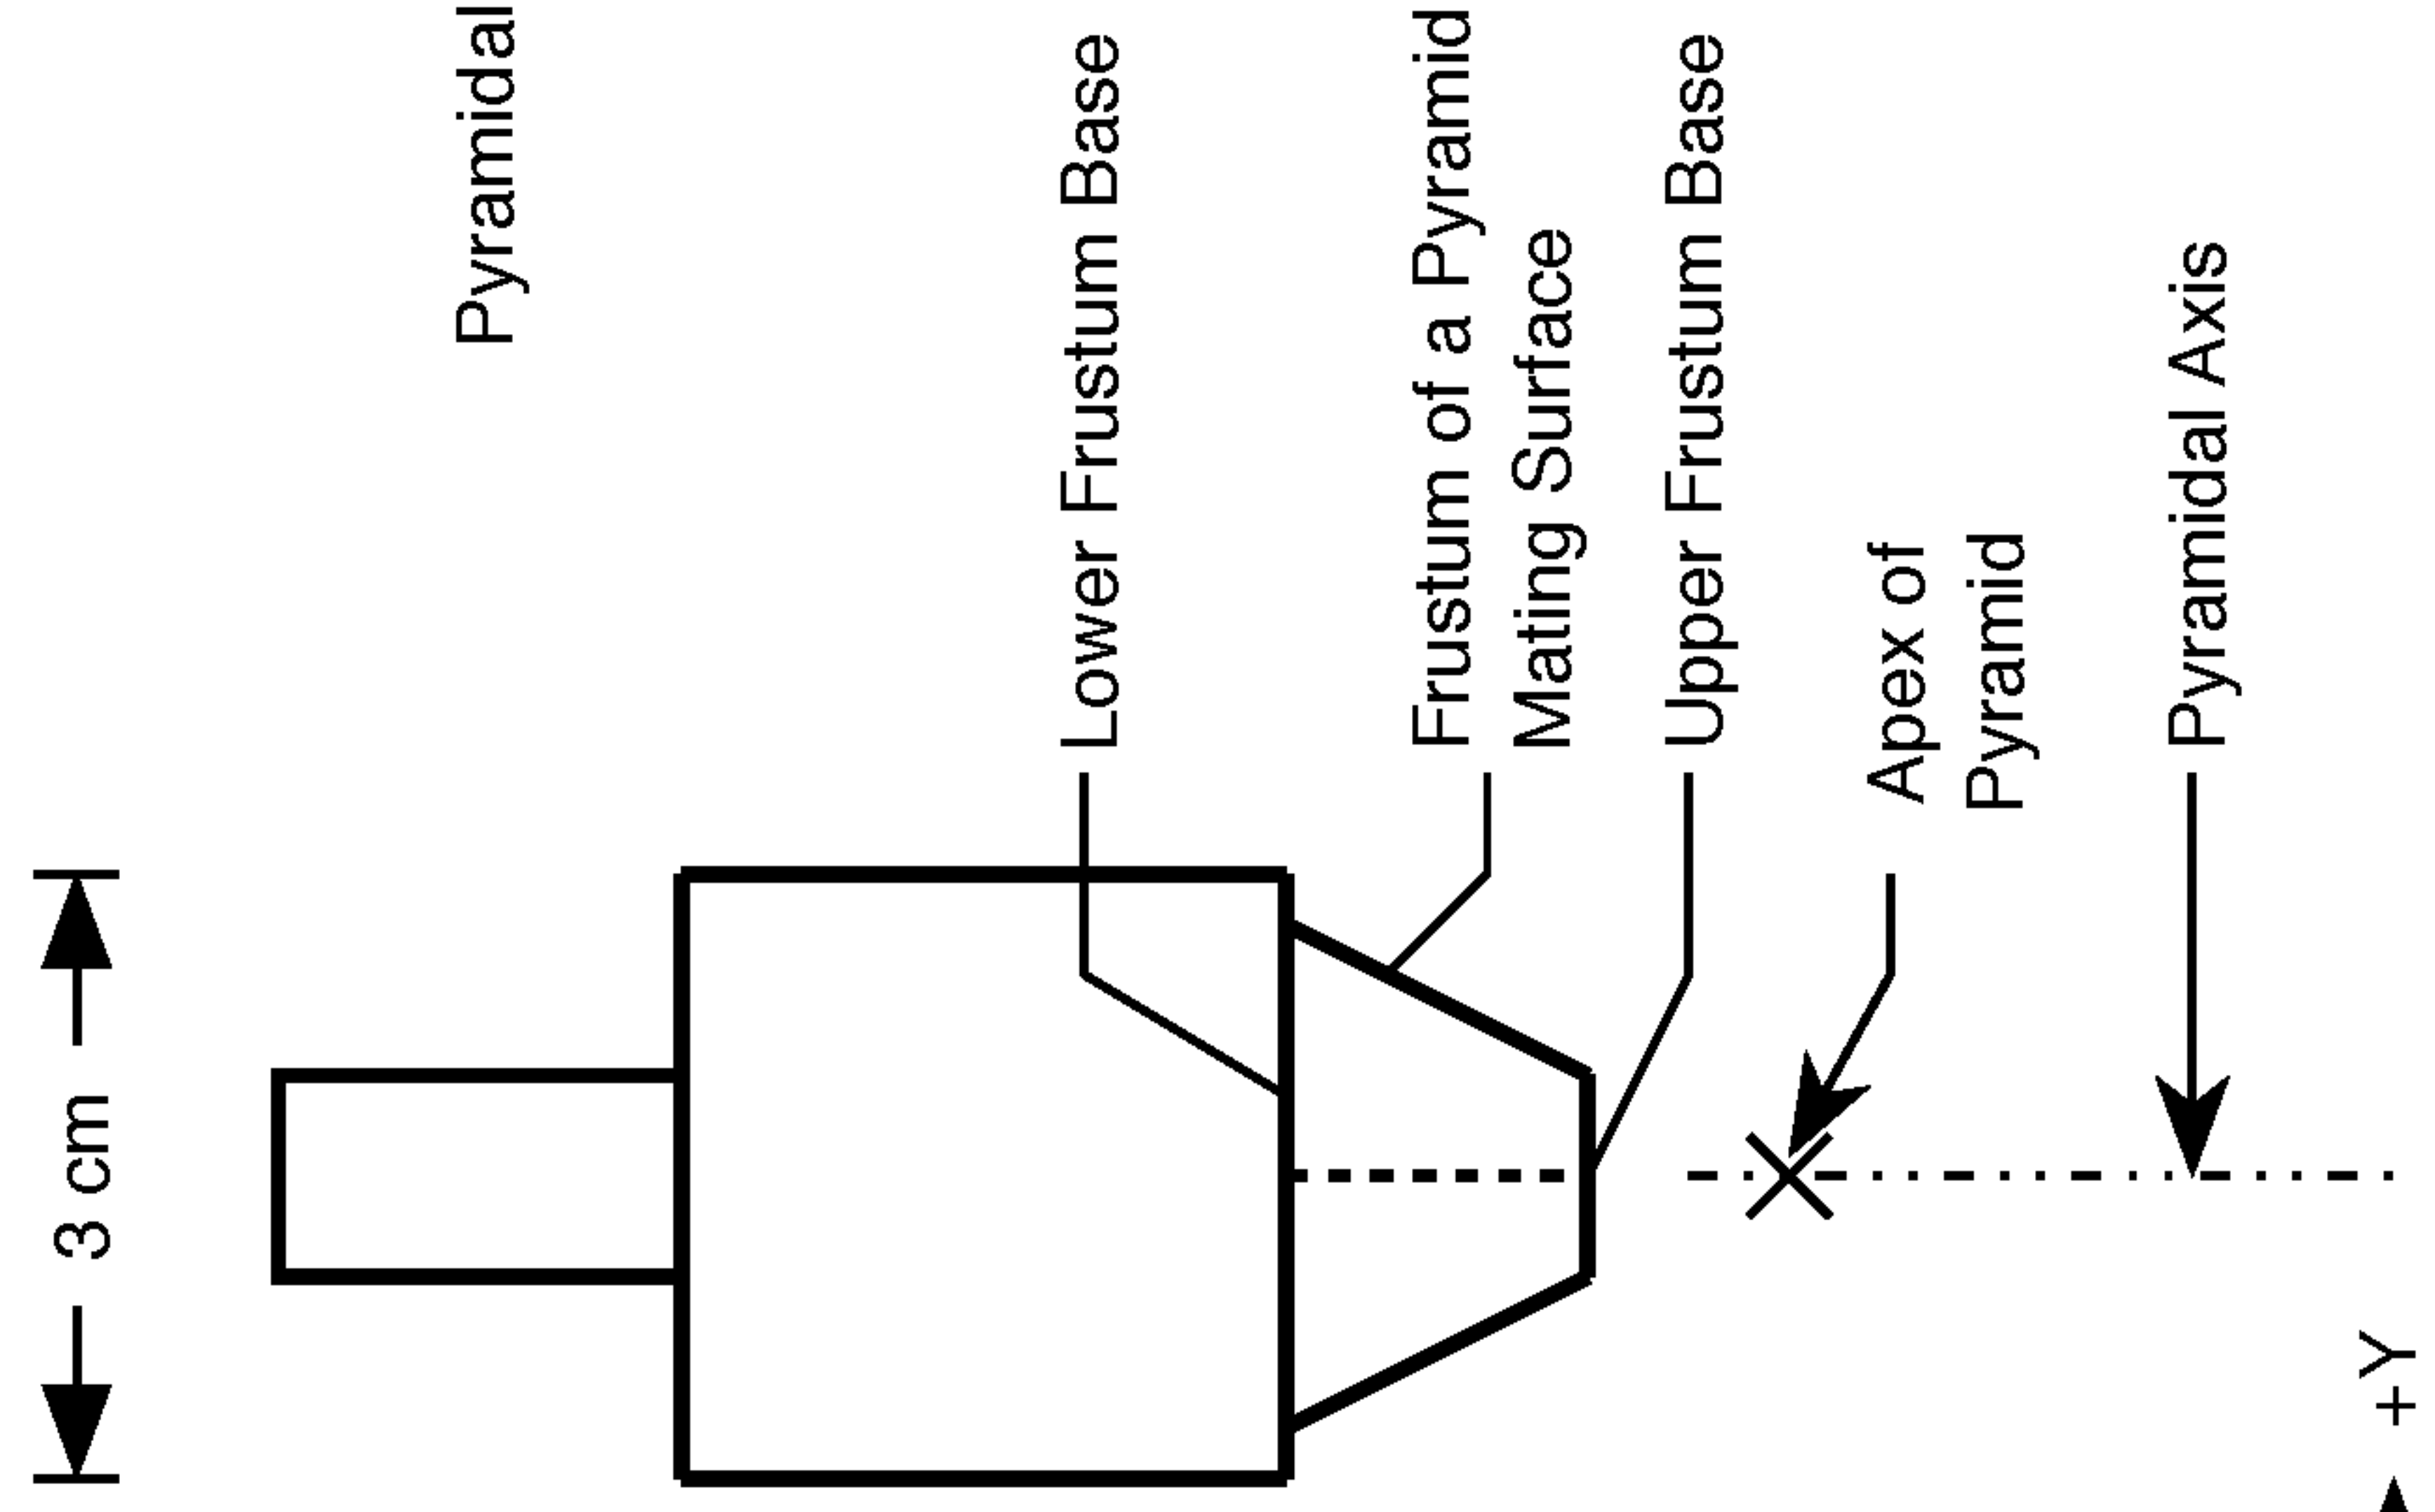 3 cm
Pyramidal
Lower Frustum Base
Frustum of a Pyramid
Mating Surface
Upper Frustum Base
Apex of
Pyramid
Pyramidal Axis
+Y